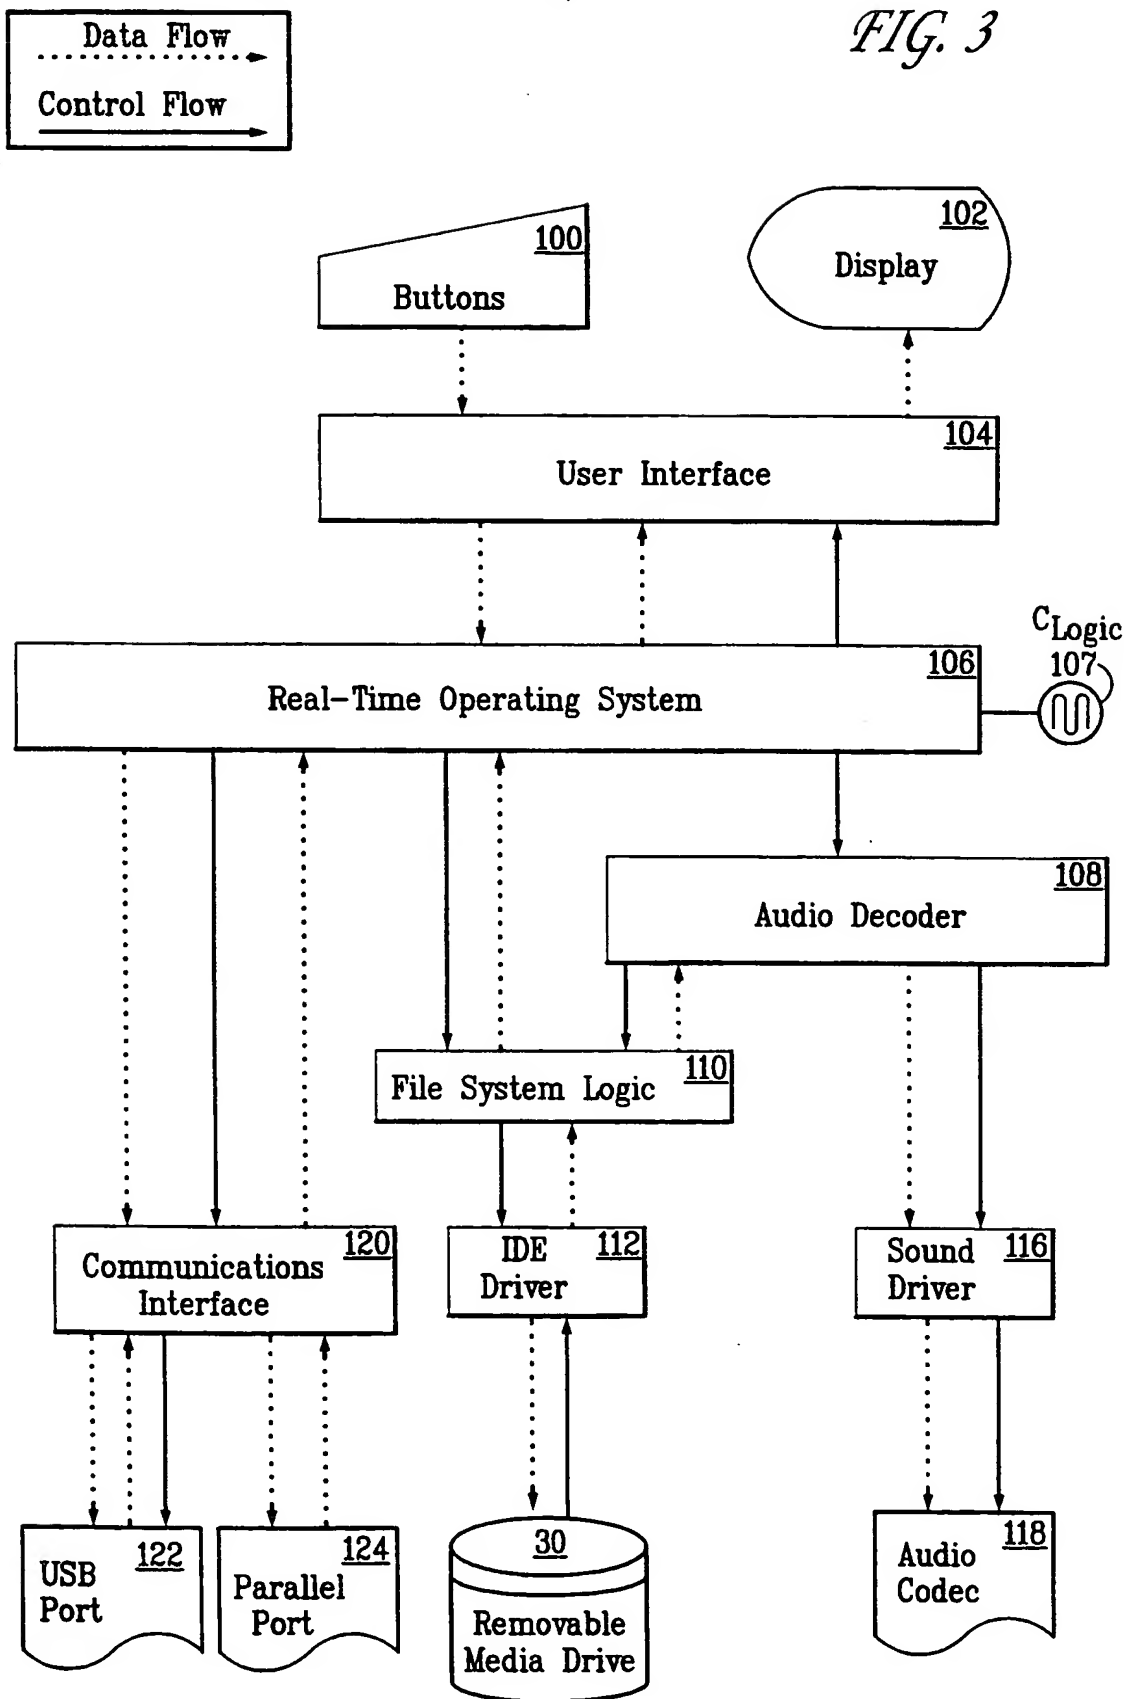 FIG. 3
Data Flow
Control Flow
100
Buttons
102
Display
104
User Interface
CLogic
107
106
Real-Time Operating System
108
Audio Decoder
110
File System Logic
120
Communications
Interface
IDE
Driver
112
Sound
Driver
116
USB
Port
122
124
Parallel
Port
30
Removable
Media Drive
118
Audio
Codec